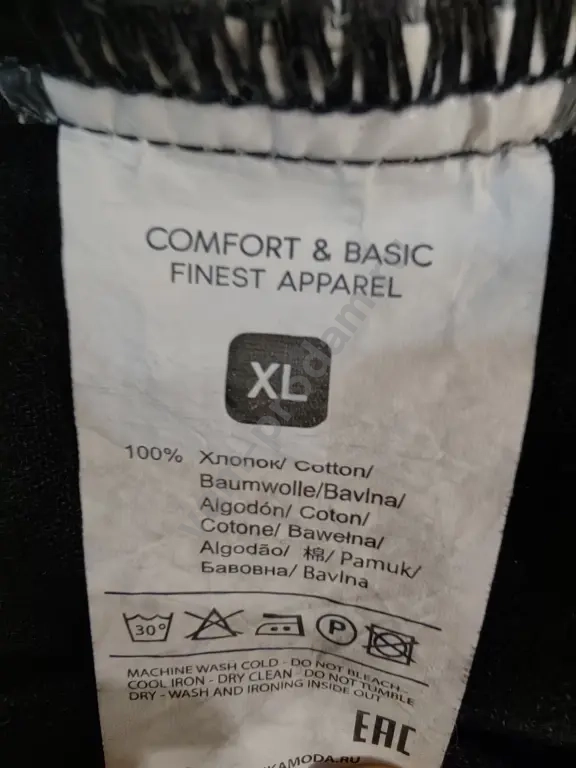 COMFORT & BASIC
FINEST APPAREL
XL
100% Хлопок/ Cotton/
Baumwolle/Bavlna/
Algodón/ Coton/
Cotone/ Bawełna/
Algodão/ 棉/ Pamuk/
Бавовна/ Bavlna
30°
P
MACHINE WASH COLD - DO NOT BLEACH -
COOL IRON - DRY CLEAN - DO NOT TUMBLE
DRY - WASH AND IRONING INSIDE OUT
EAC
KAMODA.RU